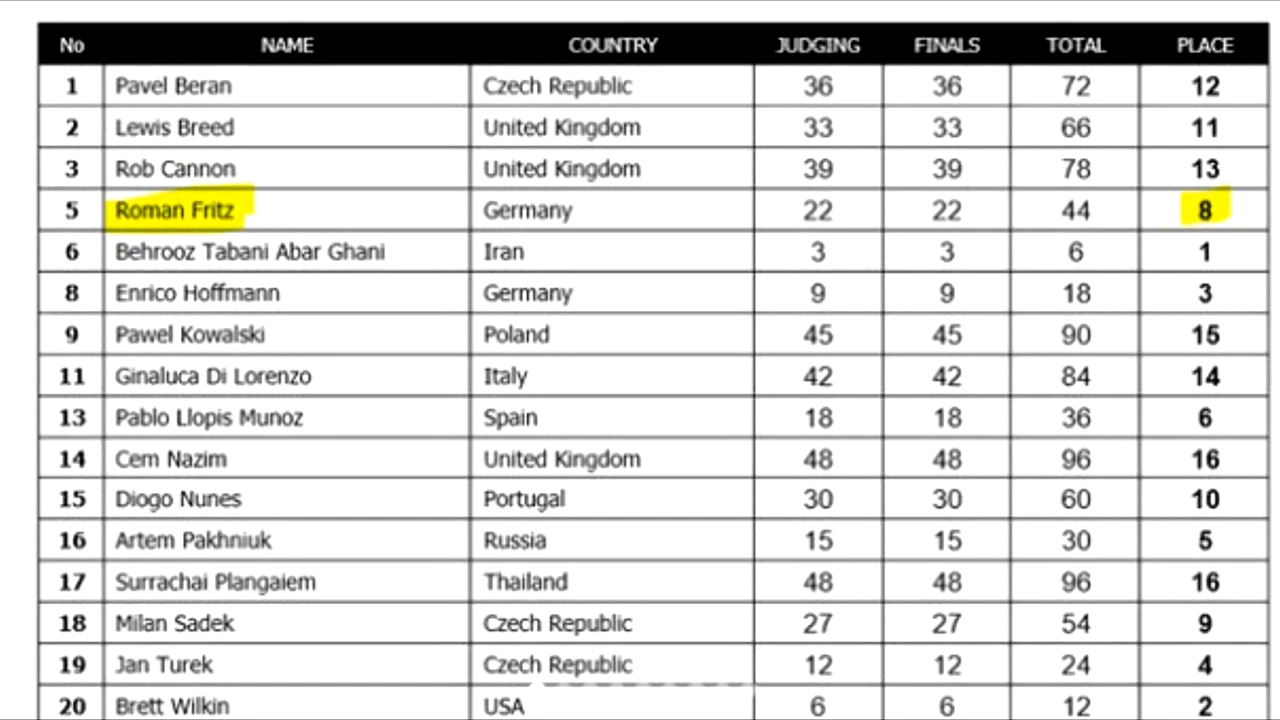 No NAME COUNTRY JUDGING FINALS TOTAL PLACE
1 Pavel Beran Czech Republic 36 36 72 12
2 Lewis Breed United Kingdom 33 33 66 11
3 Rob Cannon United Kingdom 39 39 78 13
5 Roman Fritz Germany 22 22 44 8
6 Behrooz Tabani Abar Ghani Iran 3 3 6 1
8 Enrico Hoffmann Germany 9 9 18 3
9 Pawel Kowalski Poland 45 45 90 15
11 Ginaluca Di Lorenzo Italy 42 42 84 14
13 Pablo Llopis Munoz Spain 18 18 36 6
14 Cem Nazim United Kingdom 48 48 96 16
15 Diogo Nunes Portugal 30 30 60 10
16 Artem Pakhniuk Russia 15 15 30 5
17 Surrachai Plangaiem Thailand 48 48 96 16
18 Milan Sadek Czech Republic 27 27 54 9
19 Jan Turek Czech Republic 12 12 24 4
20 Brett Wilkin USA 6 6 12 2